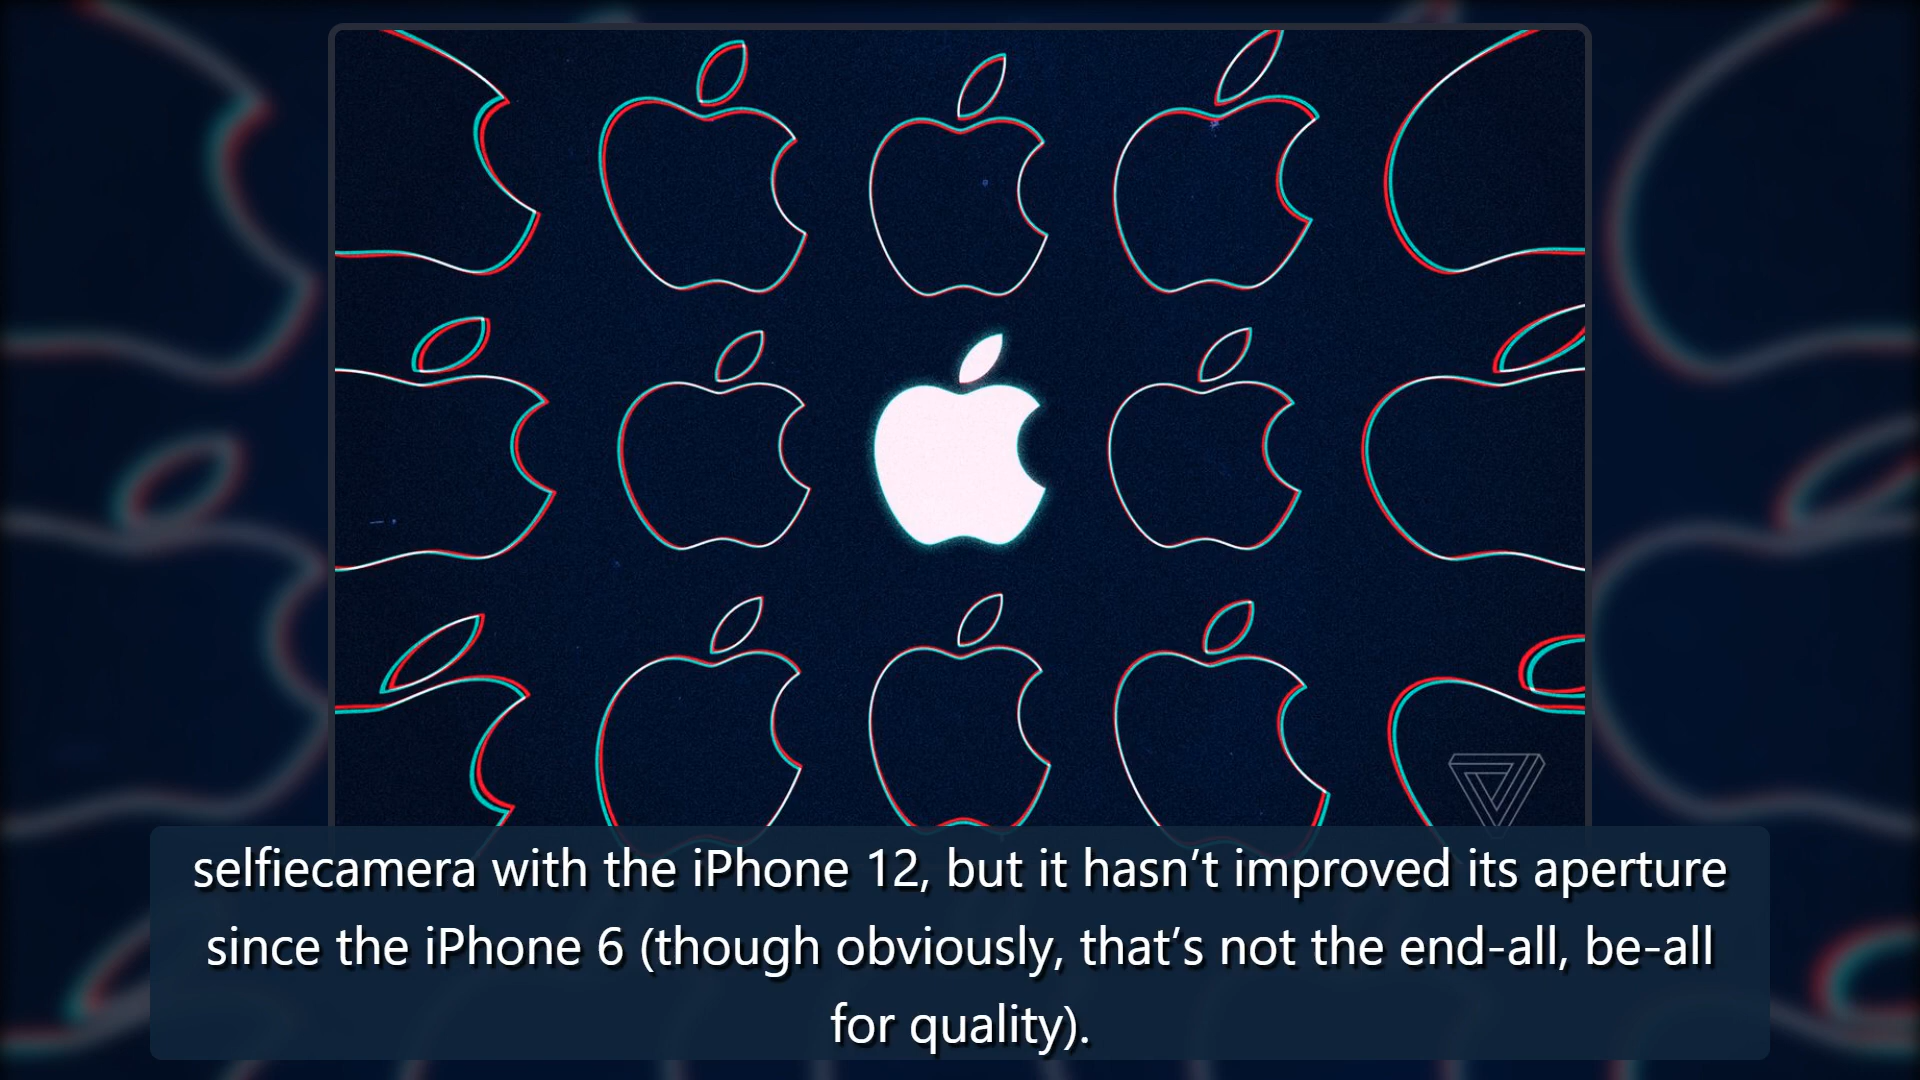 selfiecamera with the iPhone 12, but it hasn’t improved its aperture
since the iPhone 6 (though obviously, that’s not the end-all, be-all
for quality).